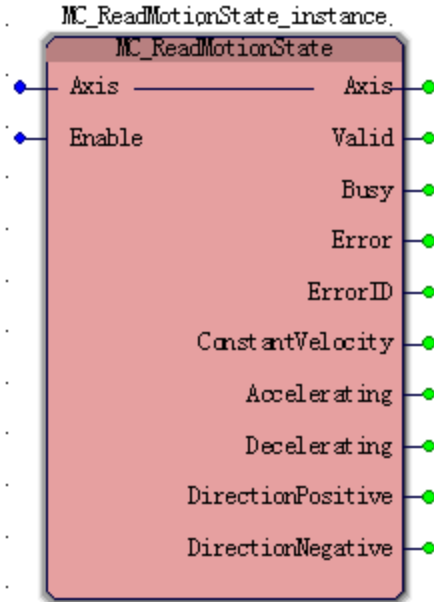 MC_ReadMotionState_instance
MC_ReadMotionState
Axis Axis
Enable Valid
Busy
Error
ErrorID
ConstantVelocity
Accelerating
Decelerating
DirectionPositive
DirectionNegative